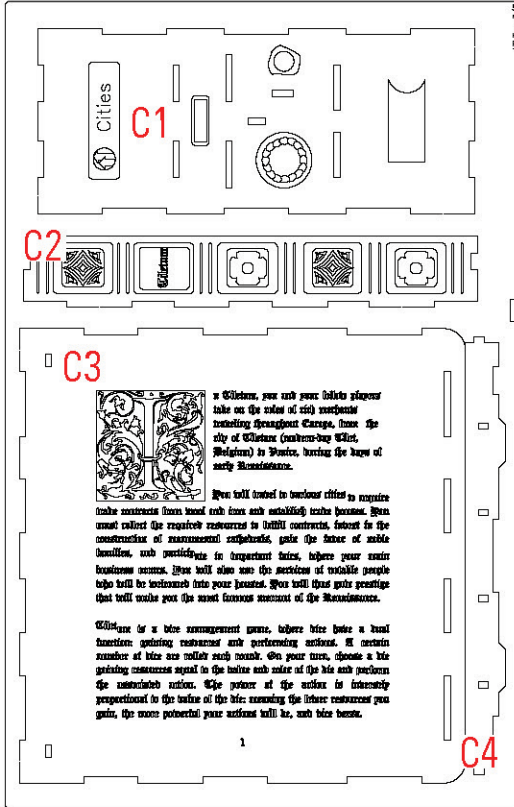 Cities
C1
C2
Tiletum
C3
n Tiletum, you and your fellow players
take on the roles of rich merchants
traveling throughout Europe, from the
city of Tiletum (modern-day Tielt,
Belgium) to Venice, during the days of
early Renaissance.
You will travel to various cities to acquire
trade contracts from wool and iron and establish trade houses. You
must collect the required resources to fulfill contracts, invest in the
construction of monumental cathedrals, gain the favor of noble
families, and participate in important fairs, where your main
business occurs. You will also use the services of notable people
who will be welcomed into your houses. You will thus gain prestige
that will make you the most famous merchant of the Renaissance.
Tiletum is a dice management game, where dice have a dual
function: gaining resources and performing actions. A certain
number of dice are rolled each round. On your turn, choose a die
gaining resources equal to the value and color of the die and perform
the associated action. The power of the action is inversely
proportional to the value of the die: meaning the fewer resources you
gain, the more powerful your actions will be, and vice versa.
1
C4